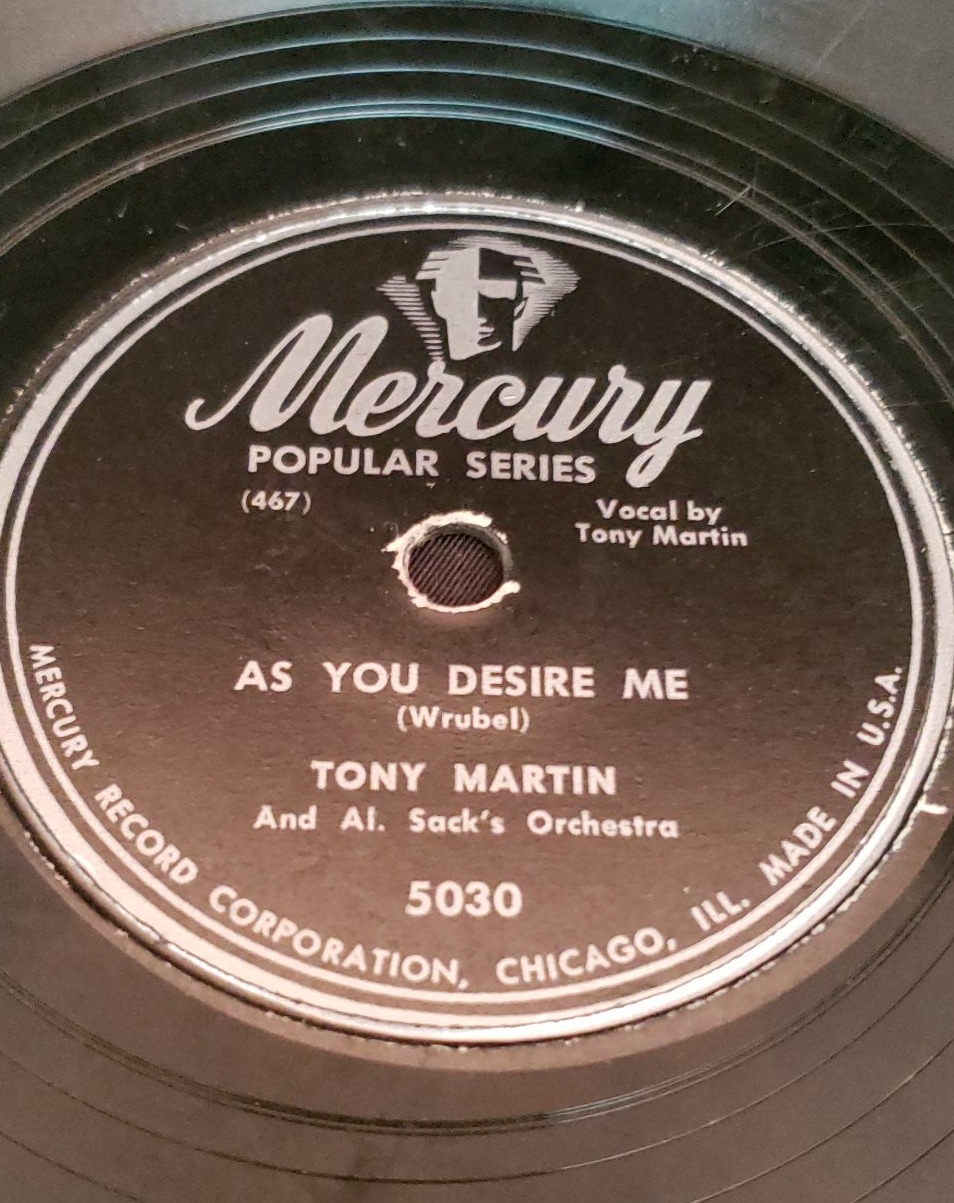 Mercury
POPULAR SERIES
(467)
Vocal by
Tony Martin
AS YOU DESIRE ME
(Wrubel)
TONY MARTIN
And Al. Sack's Orchestra
5030
MERCURY RECORD CORPORATION, CHICAGO, ILL. MADE IN U.S.A.